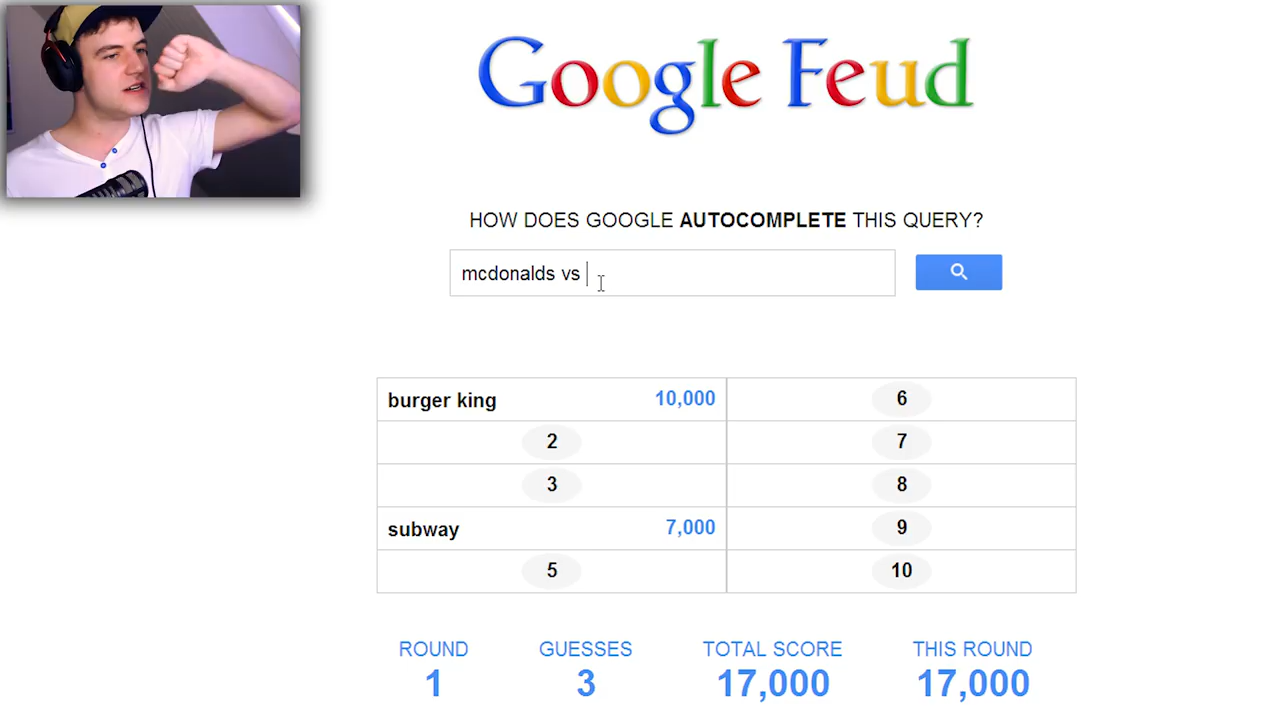 Google Feud
HOW DOES GOOGLE AUTOCOMPLETE THIS QUERY?
mcdonalds vs
burger king 10,000 6
2 7
3 8
subway 7,000 9
5 10
ROUND GUESSES TOTAL SCORE THIS ROUND
1 3 17,000 17,000